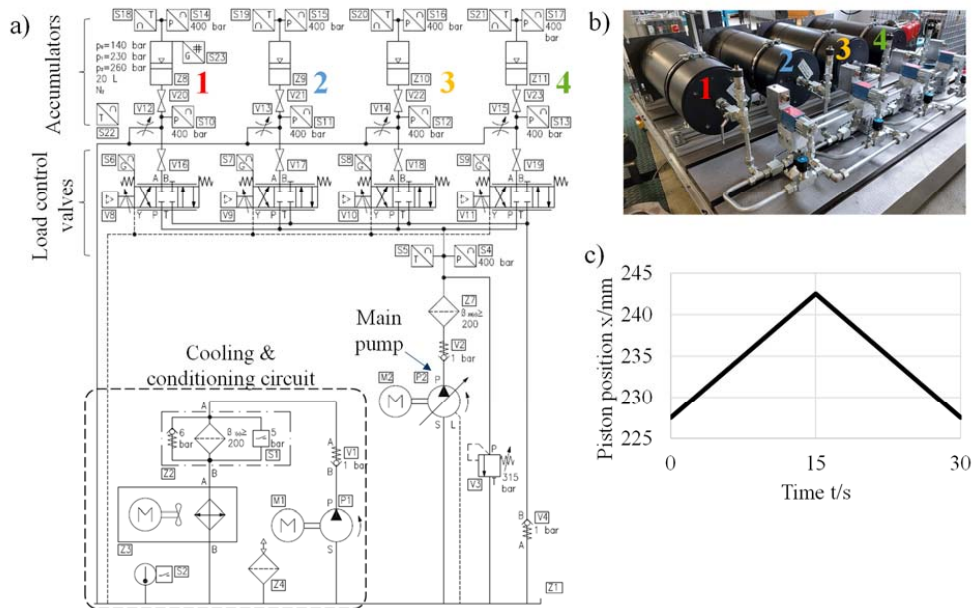 a)
Accumulators
S18
S14
400 bar
S19
S15
400 bar
S20
S16
400 bar
S21
S17
400 bar
T
P
T
P
T
P
T
P
p₀=140 bar
p₁=230 bar
p₂=260 bar
20 L
N₂
G
S23
1
2
3
4
Z8
Z9
Z10
Z11
V20
V21
V22
V23
V12
V13
V14
V15
T
S22
P
S10
400 bar
P
S11
400 bar
P
S12
400 bar
P
S13
400 bar
Load control
valves
S6
V16
S7
V17
S8
V18
S9
V19
G
G
G
G
A B
A B
A B
A B
V8
Y P T
V9
Y P T
V10
Y P T
V11
Y P T
S5
T
S4
P
400 bar
Z7
200
Main
pump
V2
1 bar
P
M2
P2
M
S L
P
V3
T
315
bar
B
V4
1 bar
A
Z1
Cooling &
conditioning circuit
A
6
bar
200
5
bar
S1
Z2
B
A
M
Z3
B
S2
A
V1
1 bar
B
P
M1
P1
M
S
Z4
b)
1
2
3
4
c)
Piston position x/mm
245
240
235
230
225
0
15
30
Time t/s